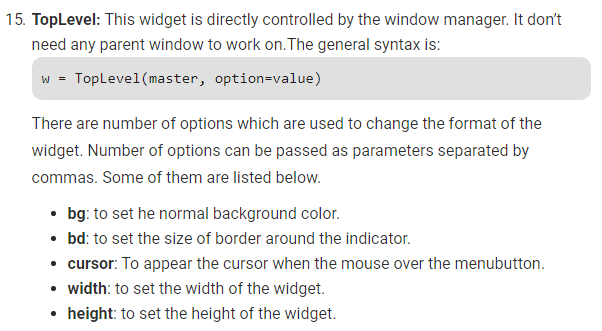 15. TopLevel: This widget is directly controlled by the window manager. It don't
need any parent window to work on.The general syntax is:
w = TopLevel(master, option=value)
There are number of options which are used to change the format of the
widget. Number of options can be passed as parameters separated by
commas. Some of them are listed below.
• bg: to set he normal background color.
• bd: to set the size of border around the indicator.
• cursor: To appear the cursor when the mouse over the menubutton.
• width: to set the width of the widget.
• height: to set the height of the widget.